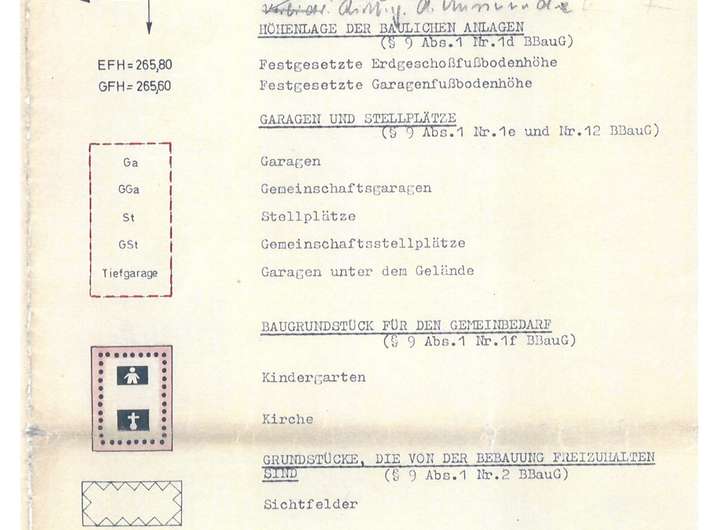 HÖHENLAGE DER BAULICHEN ANLAGEN
(§ 9 Abs.1 Nr.1d BBauG)
EFH = 265,80 Festgesetzte Erdgeschoßfußbodenhöhe
GFH = 265,60 Festgesetzte Garagenfußbodenhöhe
GARAGEN UND STELLPLÄTZE
(§ 9 Abs.1 Nr.1e und Nr.12 BBauG)
Ga Garagen
GGa Gemeinschaftsgaragen
St Stellplätze
GSt Gemeinschaftsstellplätze
Tiefgarage Garagen unter dem Gelände
BAUGRUNDSTÜCK FÜR DEN GEMEINBEDARF
(§ 9 Abs.1 Nr.1f BBauG)
Kindergarten
Kirche
GRUNDSTÜCKE, DIE VON DER BEBAUUNG FREIZUHALTEN
SIND (§ 9 Abs.1 Nr.2 BBauG)
Sichtfelder